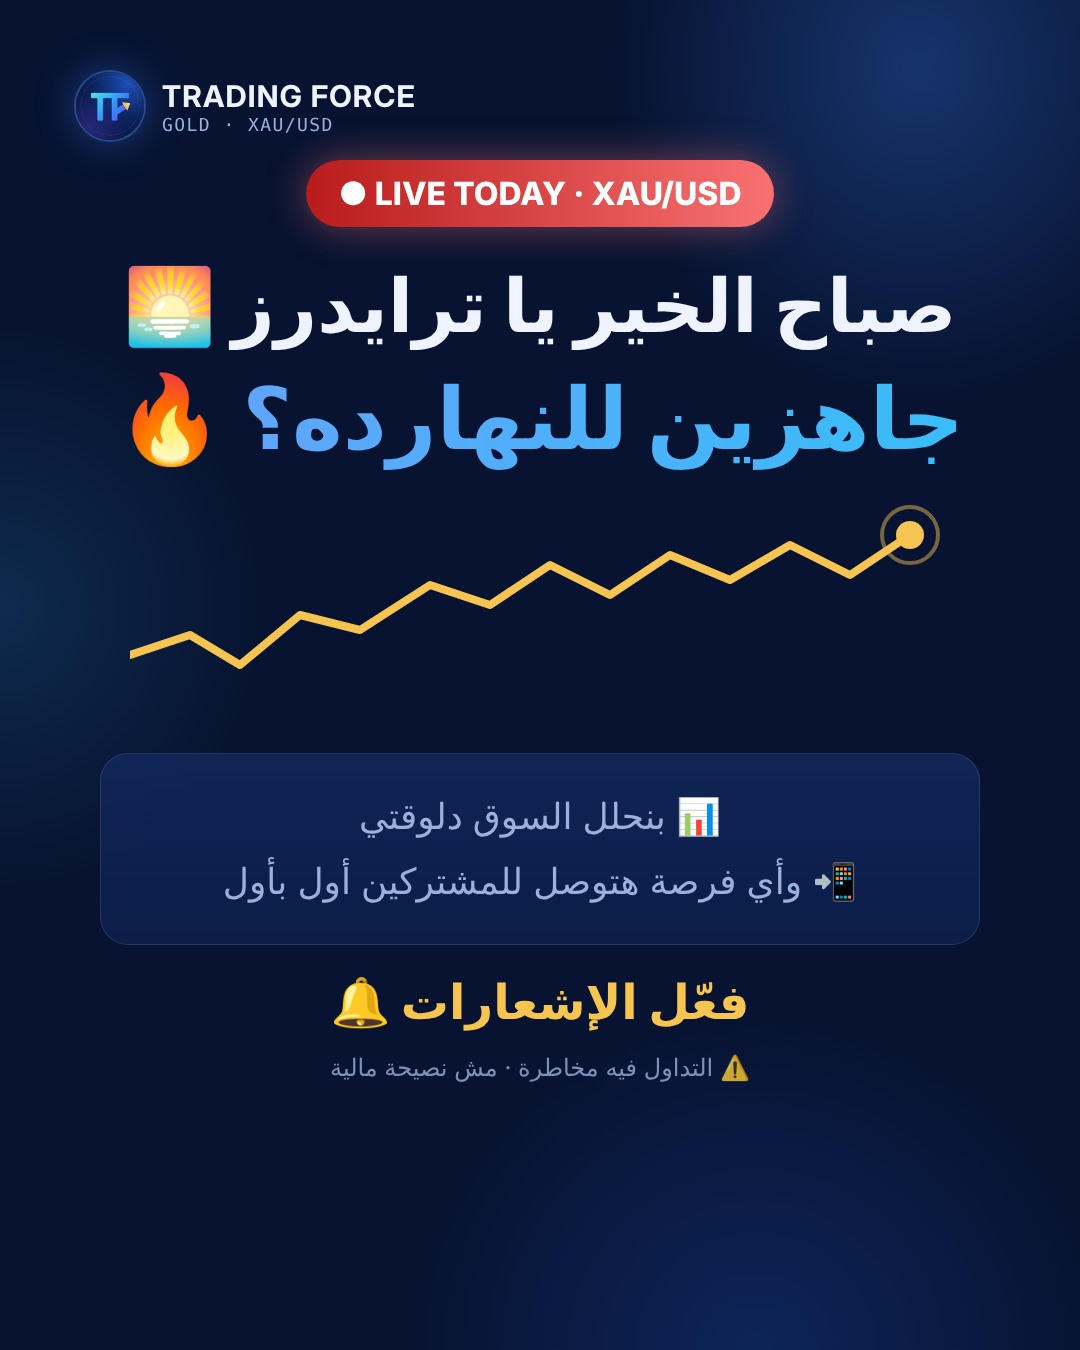 TRADING FORCE
GOLD · XAU/USD
LIVE TODAY · XAU/USD
صباح الخير يا ترايدرز 🌅
جاهزين للنهارده؟ 🔥
📊 بنحلل السوق دلوقتي
📲 وأي فرصة هتوصل للمشتركين أول بأول
فعّل الإشعارات 🔔
⚠️ التداول فيه مخاطرة · مش نصيحة مالية